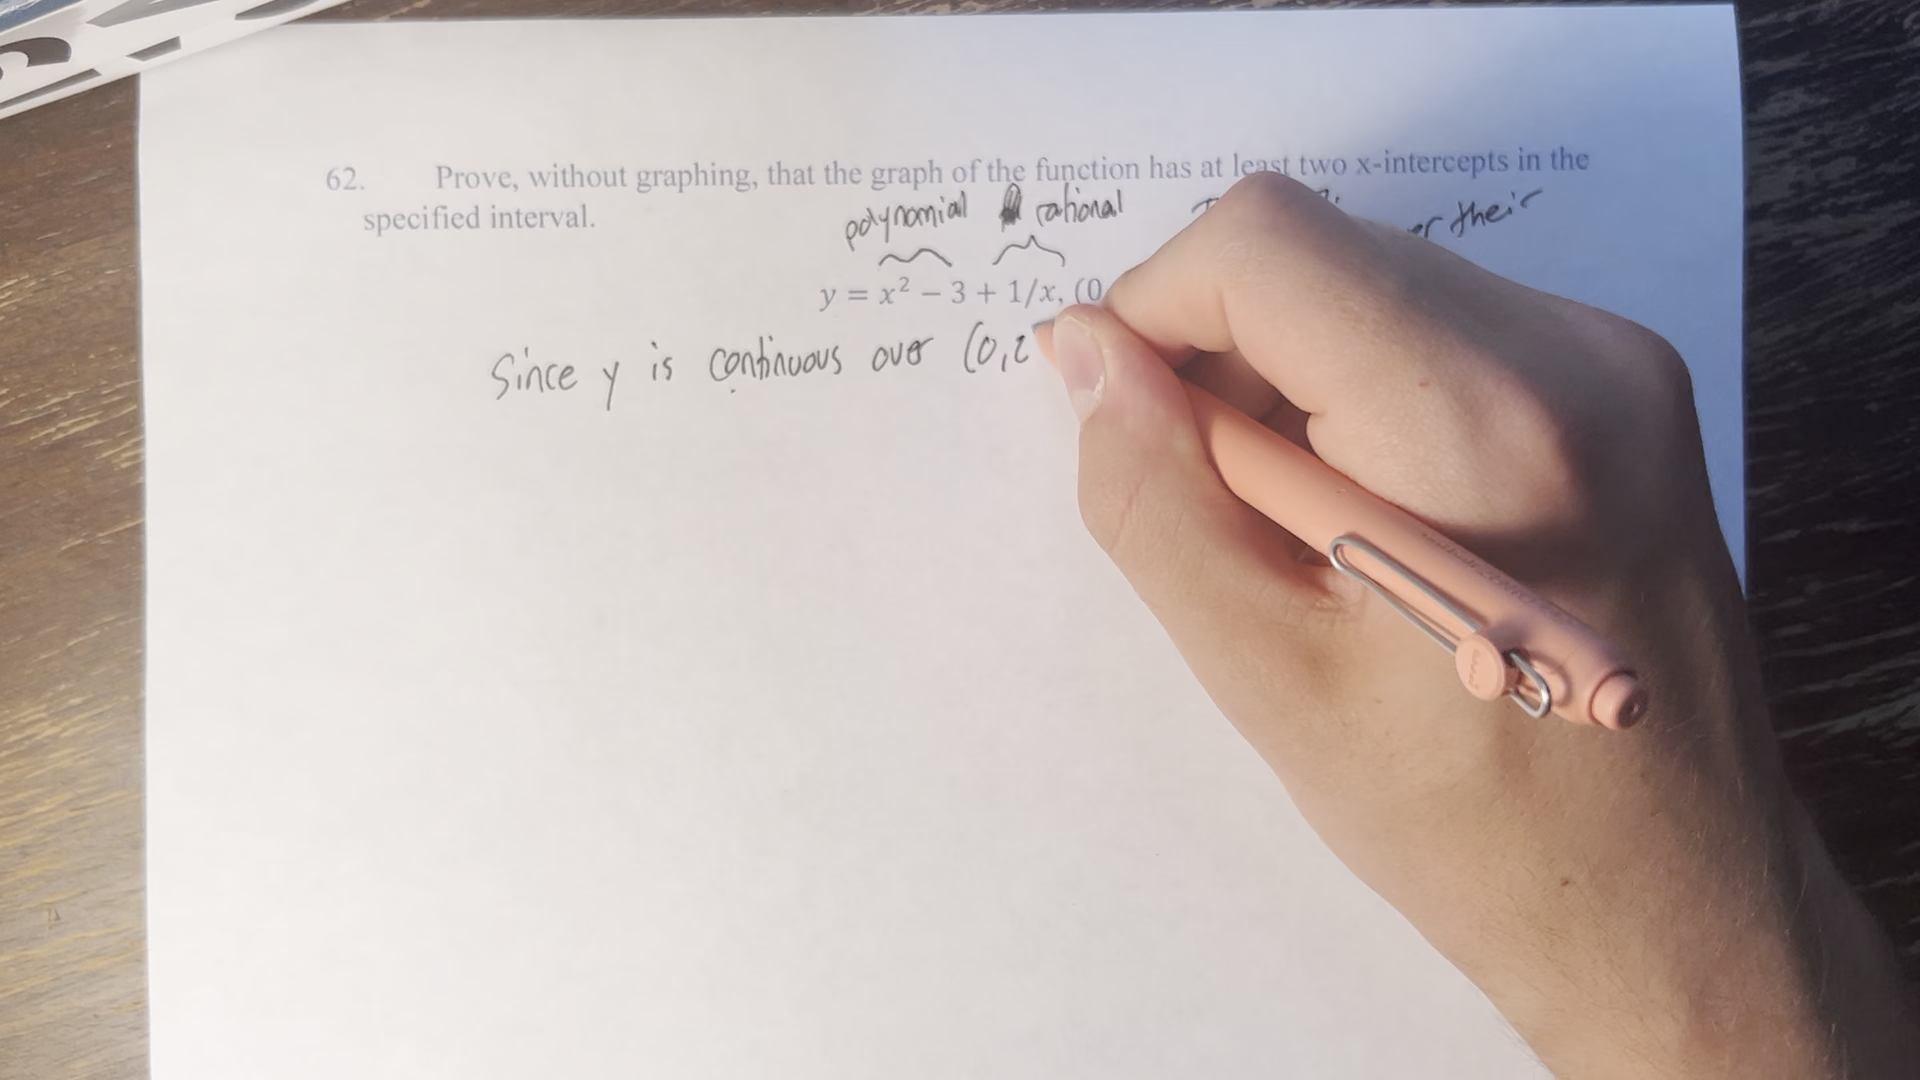 62. Prove, without graphing, that the graph of the function has at least two x-intercepts in the
specified interval.
polynomial rational
er their
y = x² – 3 + 1/x, (0
Since y is continuous over (0,2